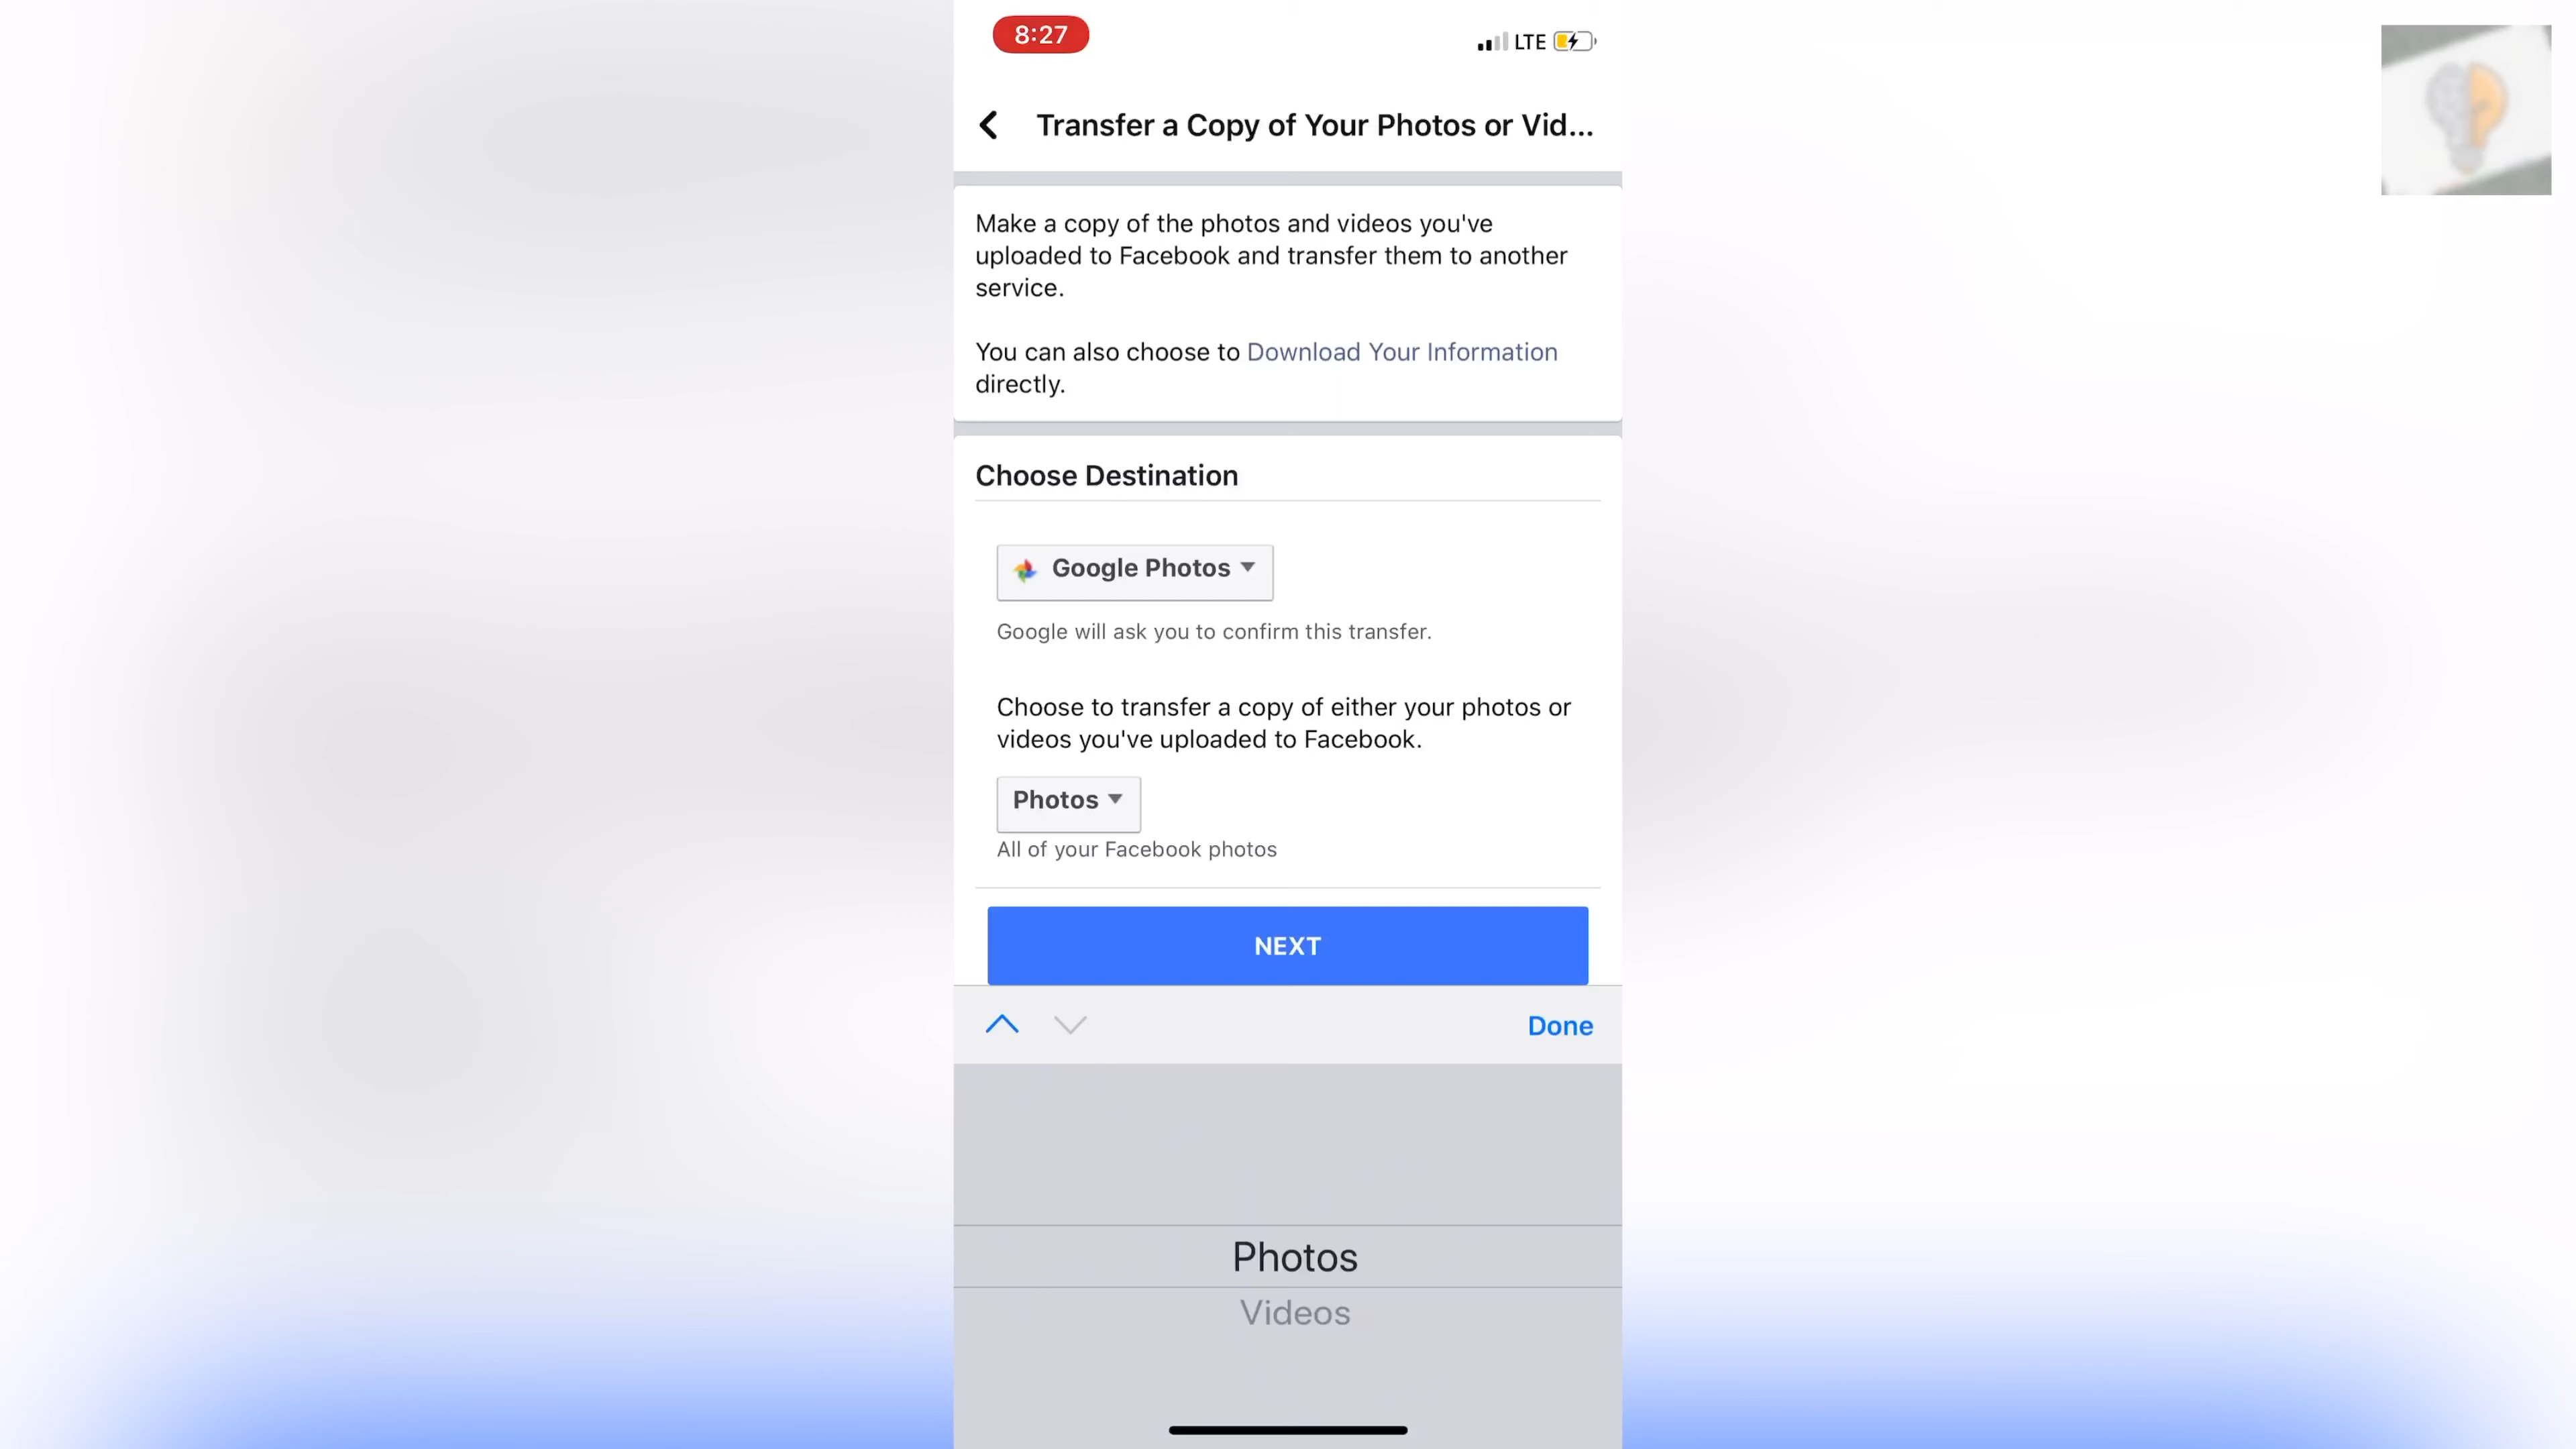 8:27
LTE
Transfer a Copy of Your Photos or Vid...
Make a copy of the photos and videos you've
uploaded to Facebook and transfer them to another
service.
You can also choose to Download Your Information
directly.
Choose Destination
Google Photos
Google will ask you to confirm this transfer.
Choose to transfer a copy of either your photos or
videos you've uploaded to Facebook.
Photos
All of your Facebook photos
NEXT
Done
Photos
Videos